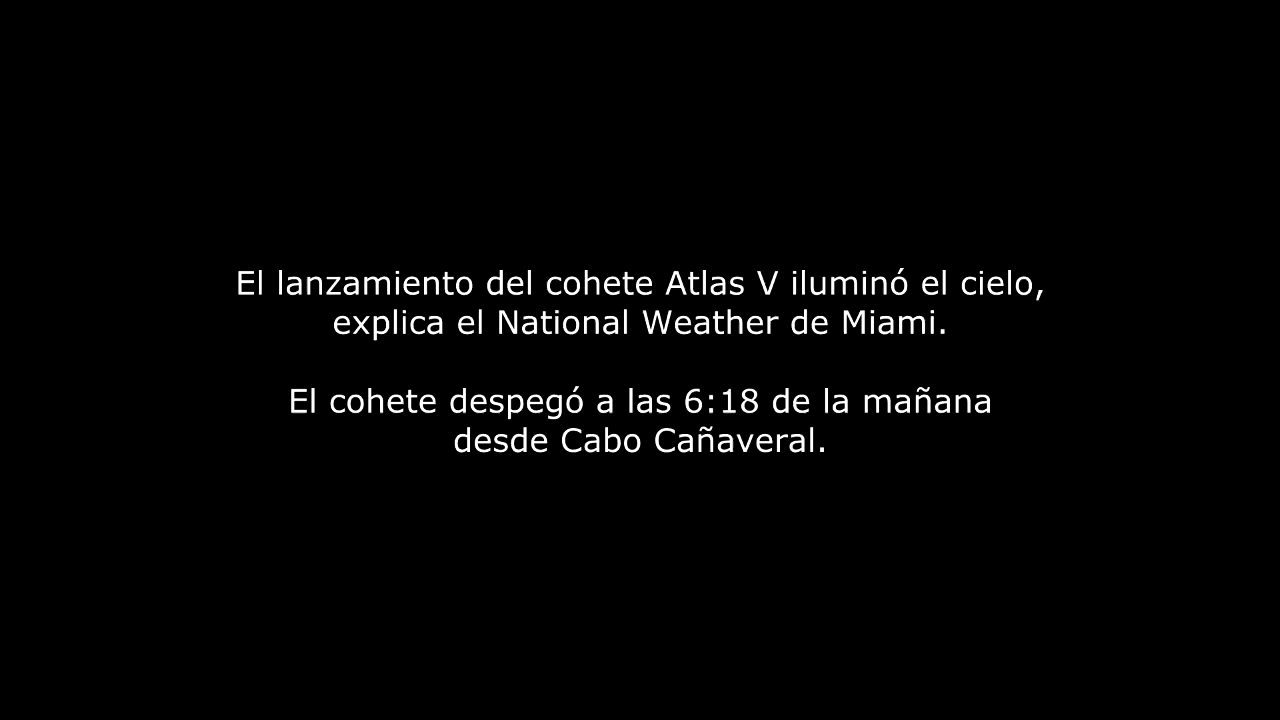 El lanzamiento del cohete Atlas V iluminó el cielo,
explica el National Weather de Miami.
El cohete despegó a las 6:18 de la mañana
desde Cabo Cañaveral.